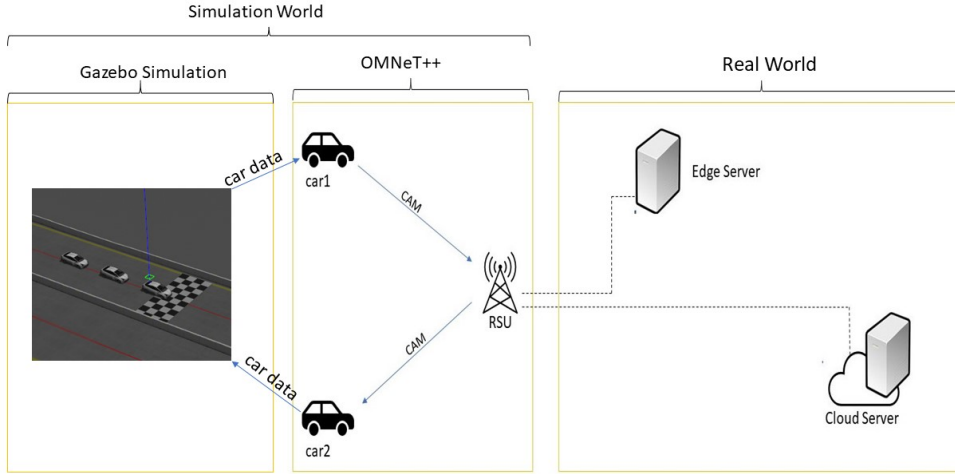 Simulation World
Gazebo Simulation
OMNeT++
Real World
car data
car1
CAM
Edge Server
RSU
CAM
car data
car2
Cloud Server